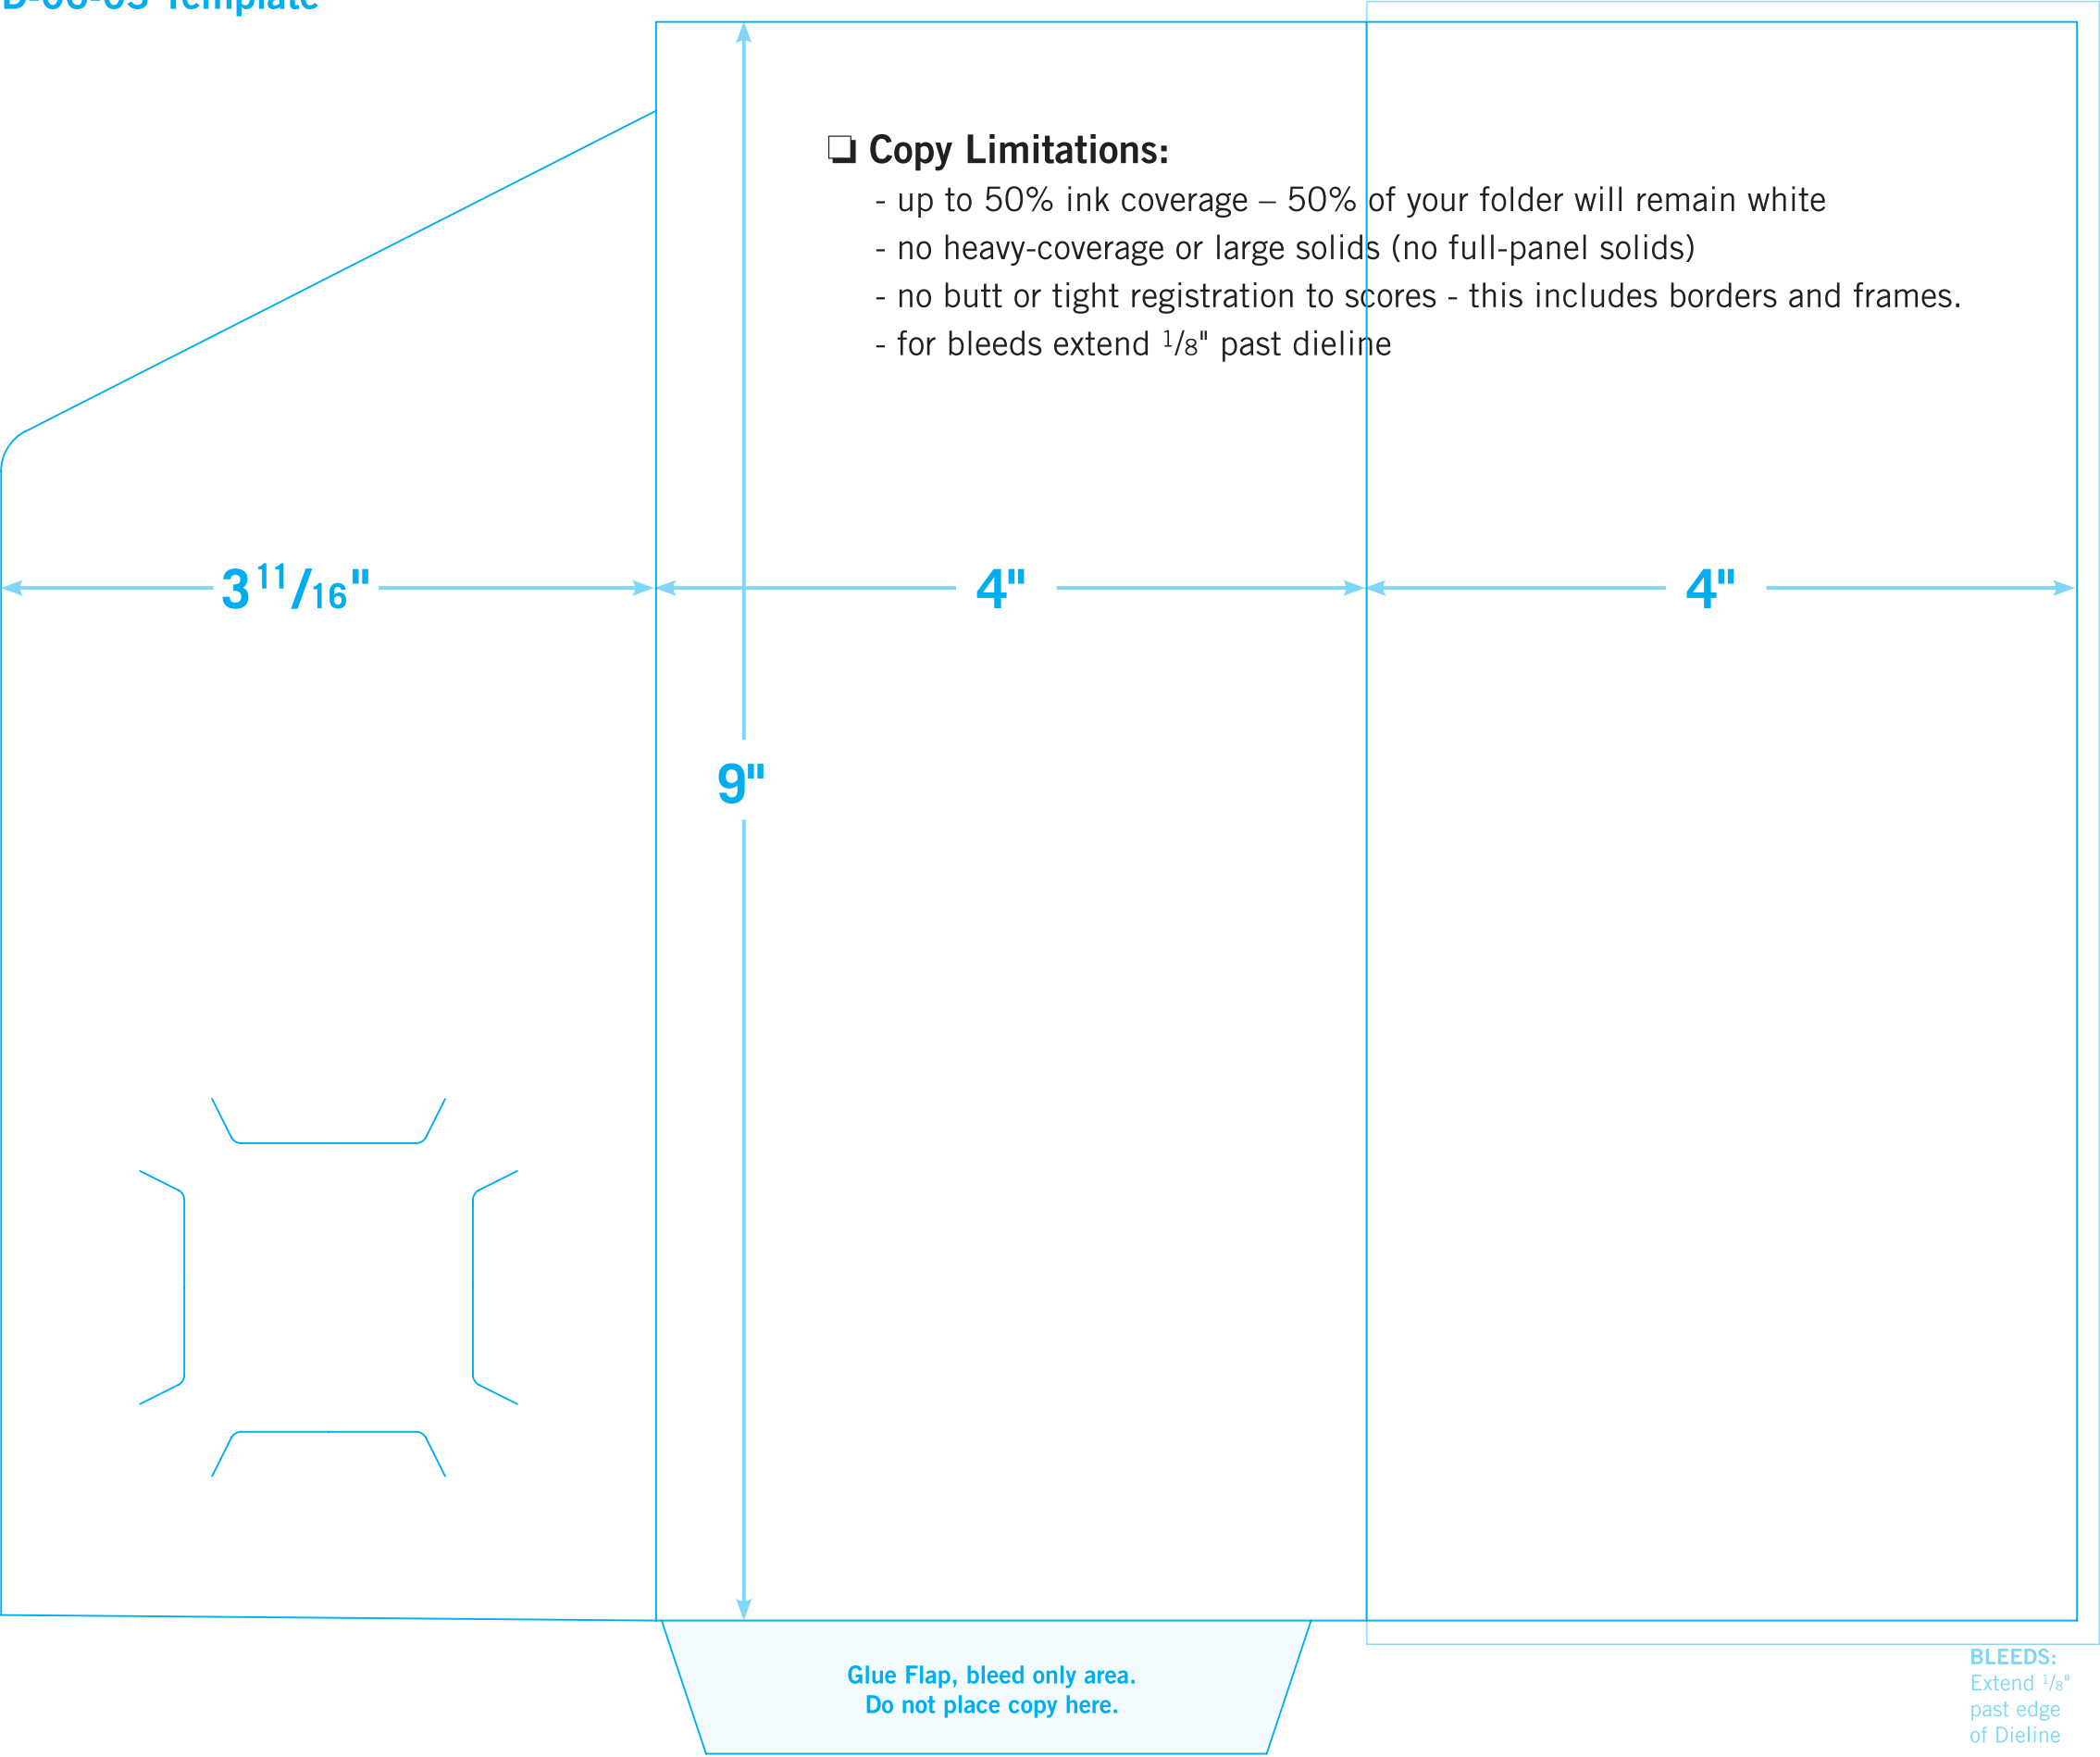 Template
❏ Copy Limitations:
- up to 50% ink coverage – 50% of your folder will remain white
- no heavy-coverage or large solids (no full-panel solids)
- no butt or tight registration to scores - this includes borders and frames.
- for bleeds extend 1/8" past dieline
3 11/16"
4"
4"
9"
Glue Flap, bleed only area.
Do not place copy here.
BLEEDS:
Extend 1/8"
past edge
of Dieline